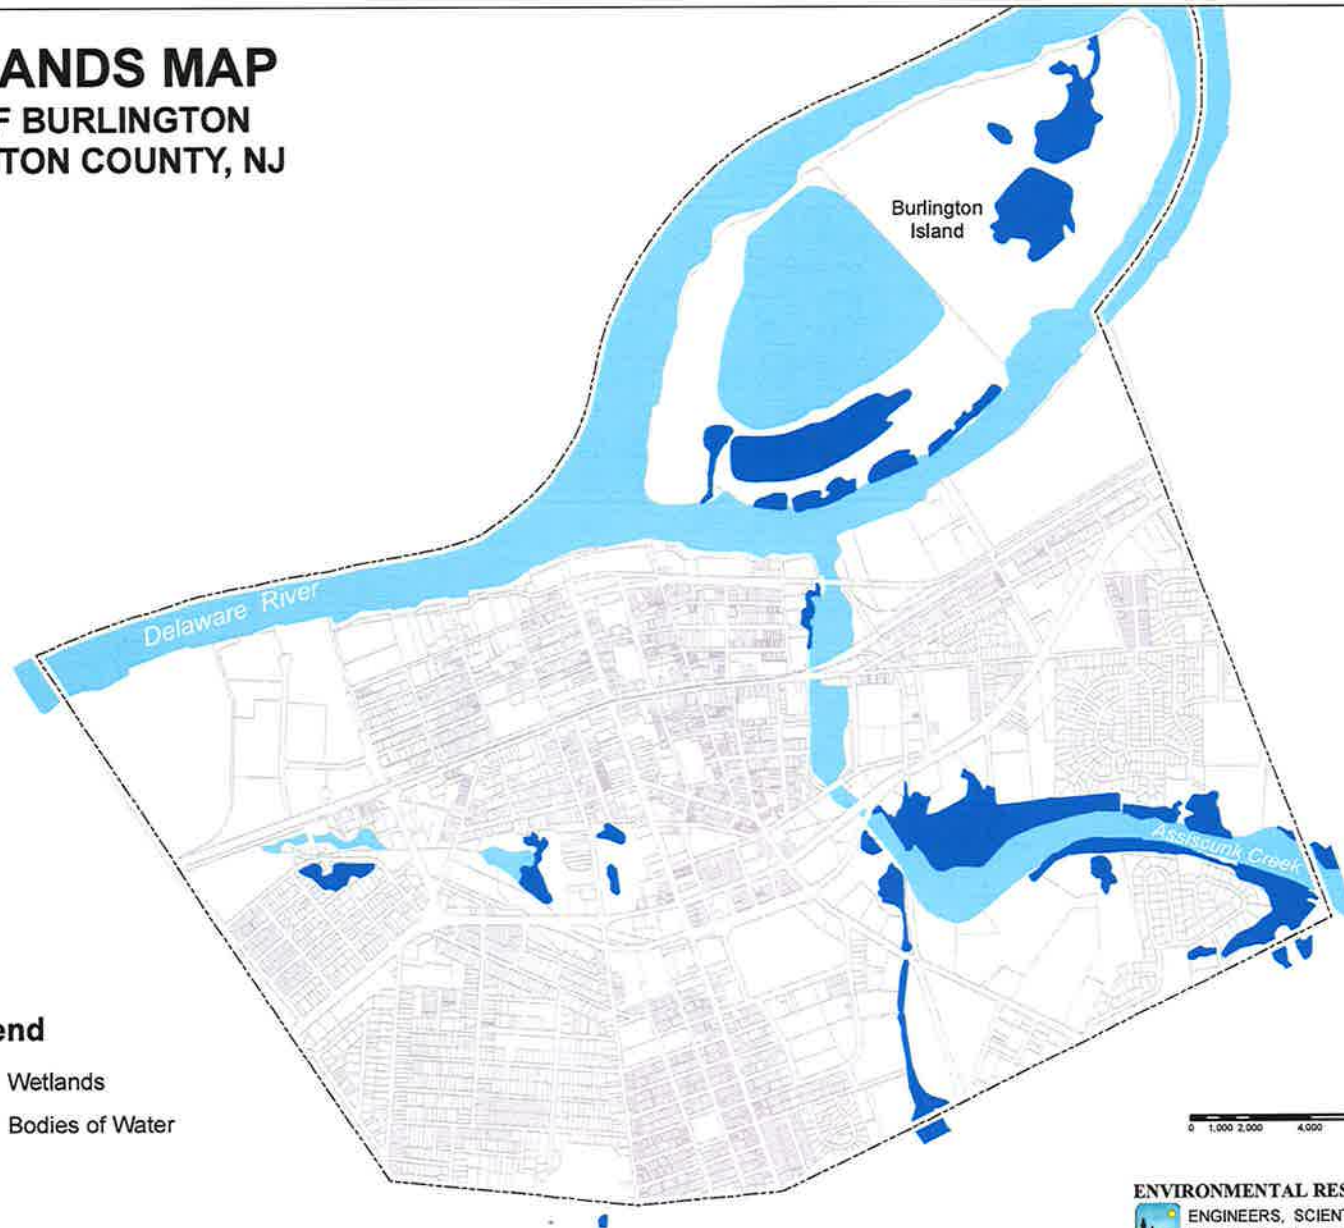 ANDS MAP
F BURLINGTON
TON COUNTY, NJ
Burlington
Island
Delaware River
Assiscunk Creek
end
Wetlands
Bodies of Water
0 1,000 2,000 4,000
ENVIRONMENTAL RES
ENGINEERS, SCIEN